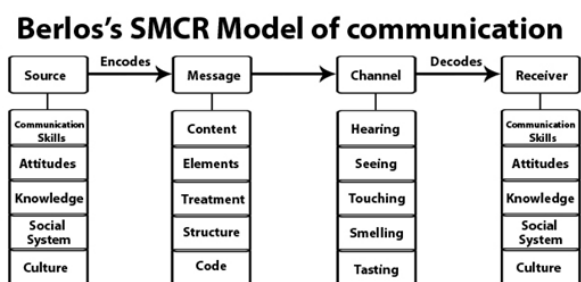 Berlos's SMCR Model of communication
Source
Encodes
Message
Channel
Decodes
Receiver
Communication
Skills
Attitudes
Knowledge
Social
System
Culture
Content
Elements
Treatment
Structure
Code
Hearing
Seeing
Touching
Smelling
Tasting
Communication
Skills
Attitudes
Knowledge
Social
System
Culture